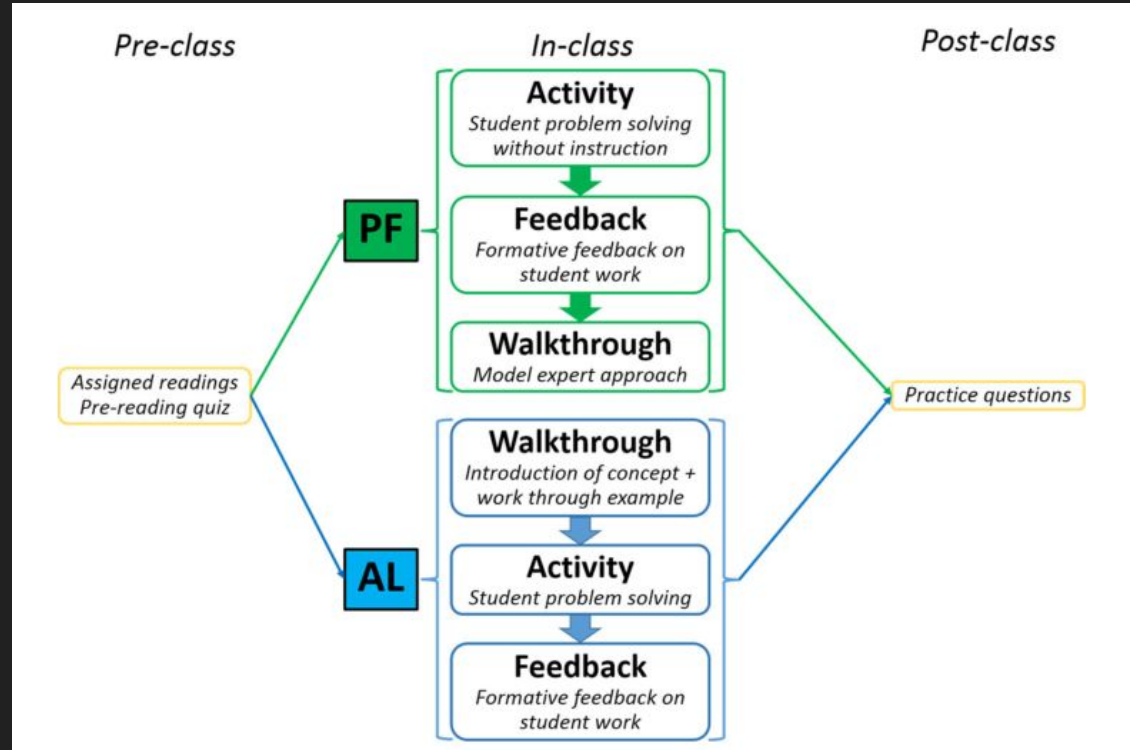 Pre-class
In-class
Post-class
Activity
Student problem solving
without instruction
PF
Feedback
Formative feedback on
student work
Walkthrough
Model expert approach
Assigned readings
Pre-reading quiz
Practice questions
Walkthrough
Introduction of concept +
work through example
AL
Activity
Student problem solving
Feedback
Formative feedback on
student work